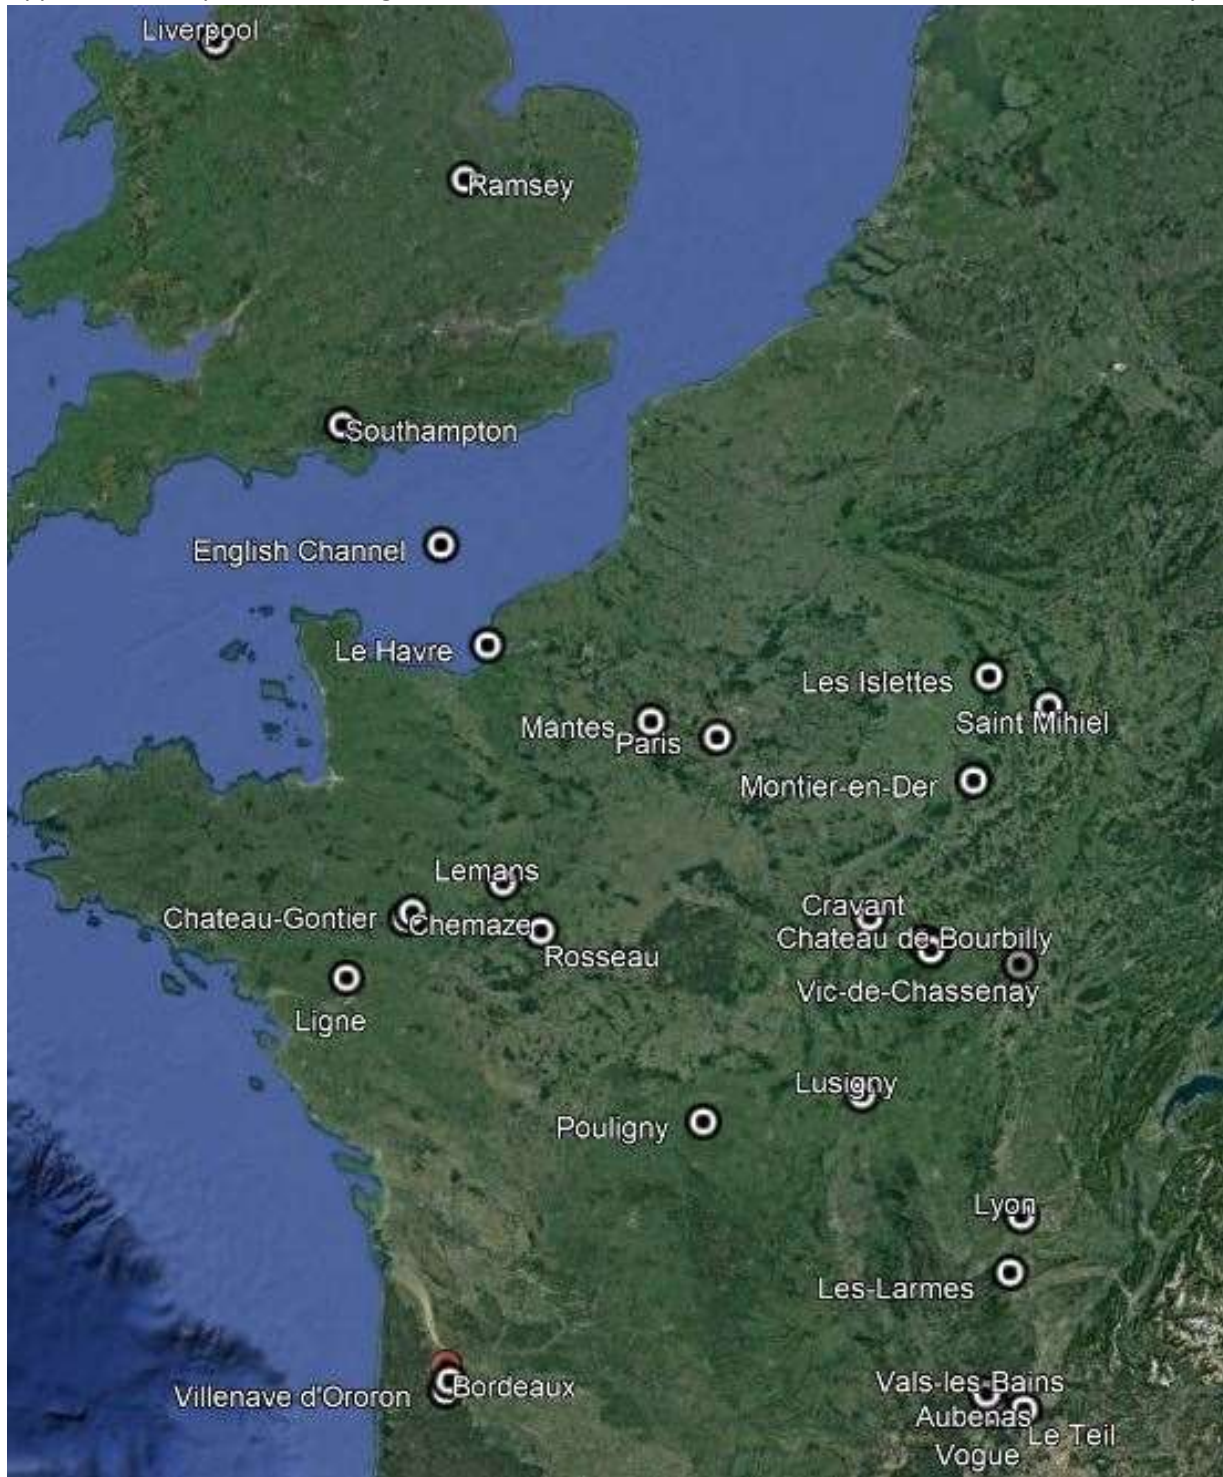 Liverpool
Ramsey
Southampton
English Channel
Le Havre
Les Islettes
Saint Mihiel
Mantes
Paris
Montier-en-Der
Lemans
Cravant
Chateau-Gontier
Chemaze
Chateau de Bourbilly
Rosseau
Vic-de-Chassenay
Ligne
Lusigny
Pouligny
Lyon
Les-Larmes
Vals-les-Bains
Bordeaux
Villenave d'Ororon
Aubenas
Le Teil
Vogue